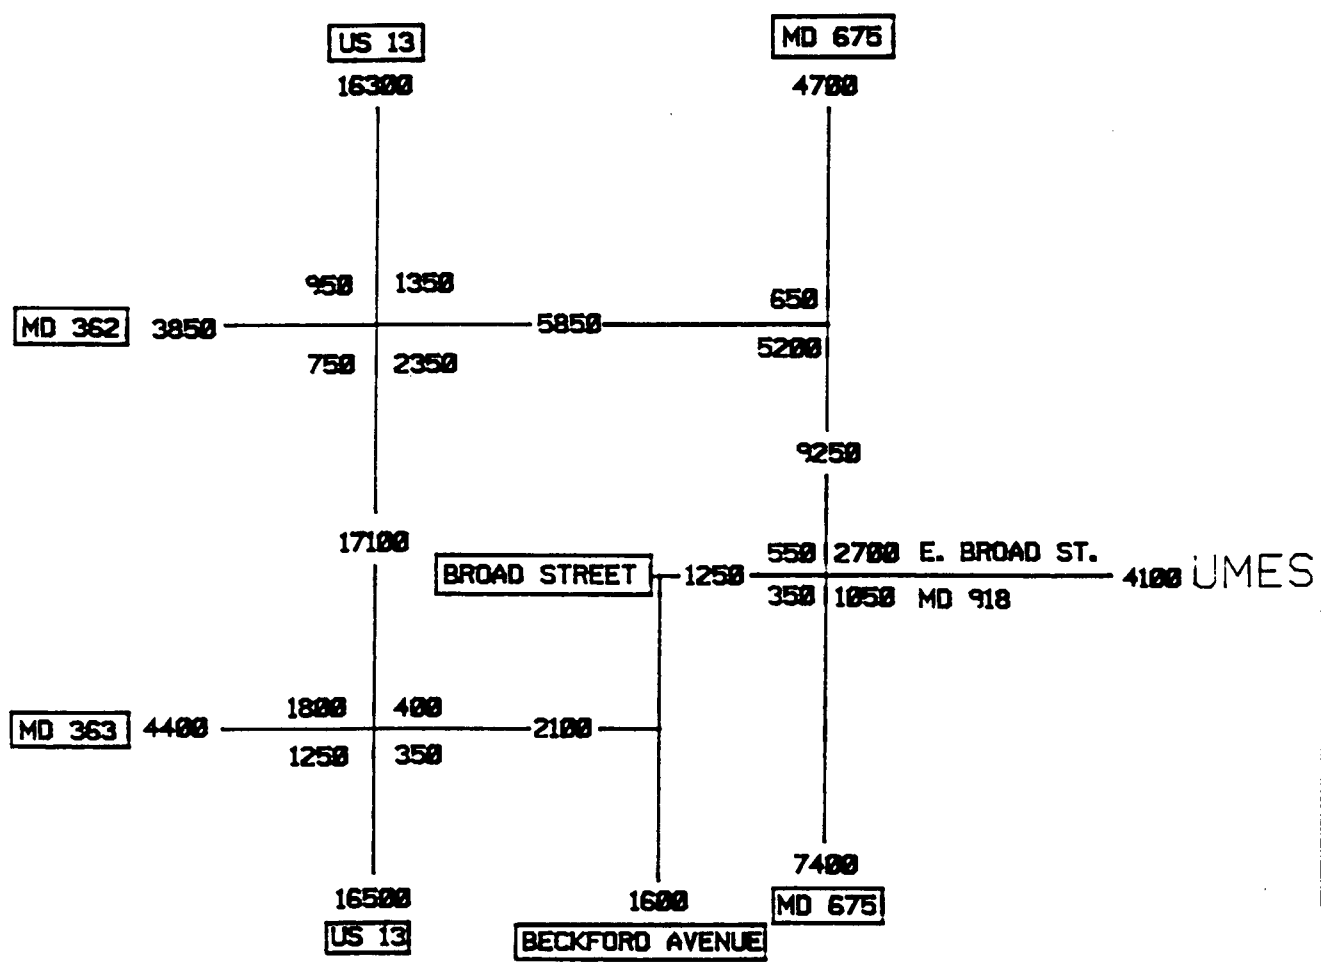 US 13
MD 675
16300
4700
950 1350
650
MD 362 3850
5850
5200
750 2350
9250
17100
550 2700 E. BROAD ST.
BROAD STREET 1250
4100 UMES
350 1050 MD 918
1800 400
MD 363 4400
2100
1250 350
7400
16500
1600
MD 675
US 13
BECKFORD AVENUE